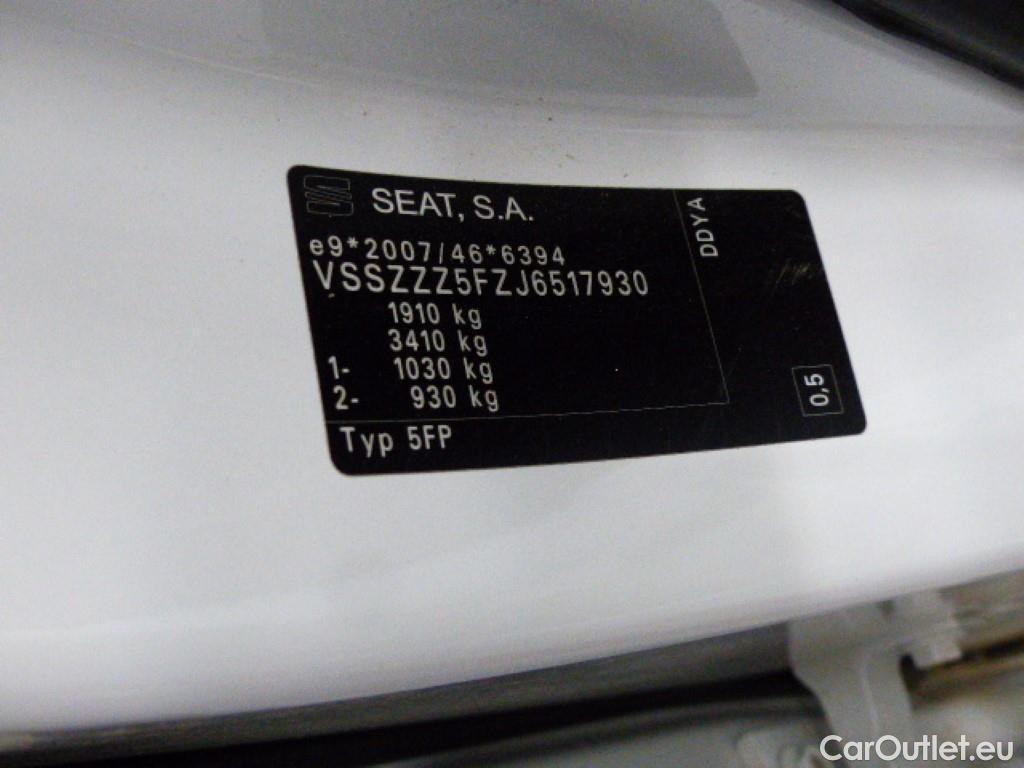 SEAT, S.A.
e9*2007/46*6394
VSSZZZ5FZJ6517930
1910 kg
3410 kg
1- 1030 kg
2- 930 kg
Typ 5FP
DDYA
0,5
CarOutlet.eu